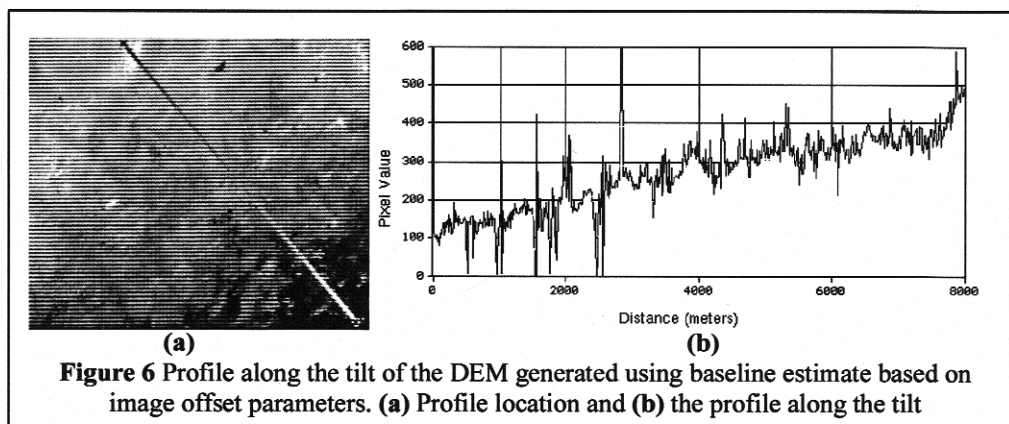 600
500
400
300
200
100
0
Pixel Value
0 2000 4000 6000 8000
Distance (meters)
(a) (b)
Figure 6 Profile along the tilt of the DEM generated using baseline estimate based on
image offset parameters. (a) Profile location and (b) the profile along the tilt